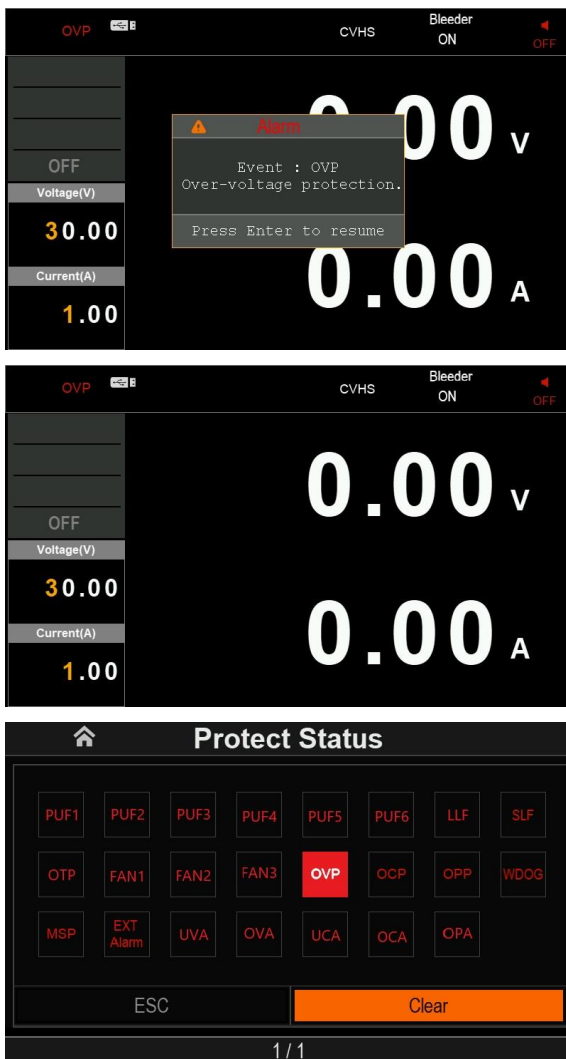 OVP CVHS Bleeder
ON OFF
0.00 V
Alarm
Event : OVP
Over-voltage protection.
Press Enter to resume
OFF
Voltage(V)
30.00
Current(A)
1.00
0.00 A
OVP CVHS Bleeder
ON OFF
0.00 V
OFF
Voltage(V)
30.00
Current(A)
1.00
0.00 A
Protect Status
PUF1 PUF2 PUF3 PUF4 PUF5 PUF6 LLF SLF
OTP FAN1 FAN2 FAN3 OVP OCP OPP WDOG
MSP EXT Alarm UVA OVA UCA OCA OPA
ESC Clear
1 / 1